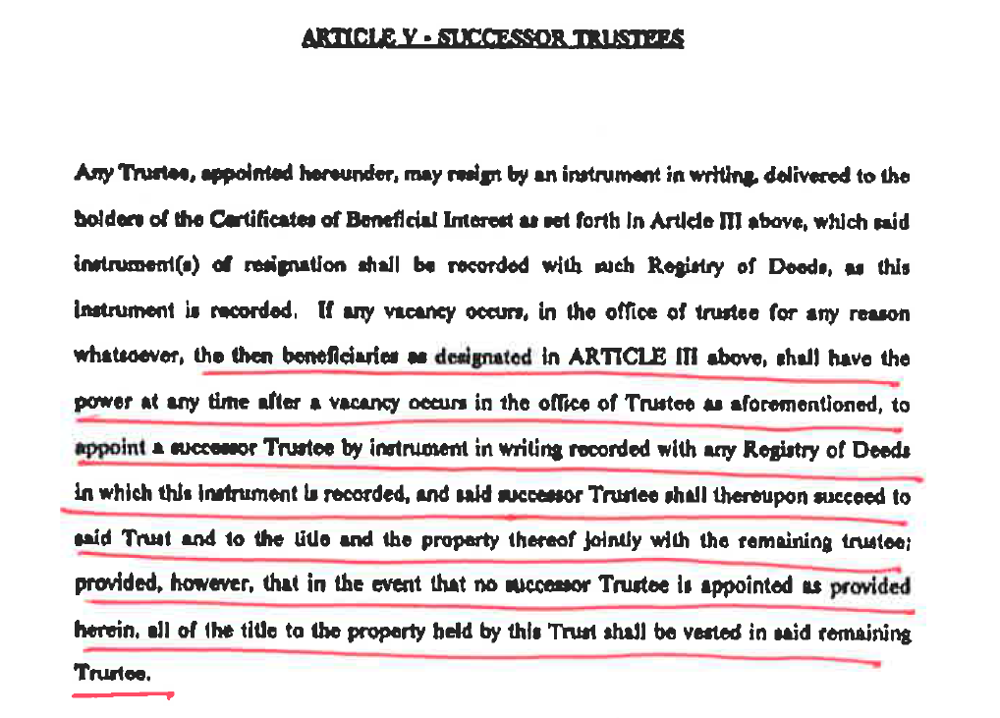 ARTICLE V - SUCCESSOR TRUSTEES
Any Trustee, appointed hereunder, may resign by an instrument in writing, delivered to the
holders of the Certificates of Beneficial Interest as set forth in Article III above, which said
instrument(s) of resignation shall be recorded with such Registry of Deeds, as this
instrument is recorded. If any vacancy occurs, in the office of trustee for any reason
whatsoever, the then beneficiaries as designated in ARTICLE III above, shall have the
power at any time after a vacancy occurs in the office of Trustee as aforementioned, to
appoint a successor Trustee by instrument in writing recorded with any Registry of Deeds
in which this instrument is recorded, and said successor Trustee shall thereupon succeed to
said Trust and to the title and the property thereof jointly with the remaining trustee;
provided, however, that in the event that no successor Trustee is appointed as provided
herein, all of the title to the property held by this Trust shall be vested in said remaining
Trustee.